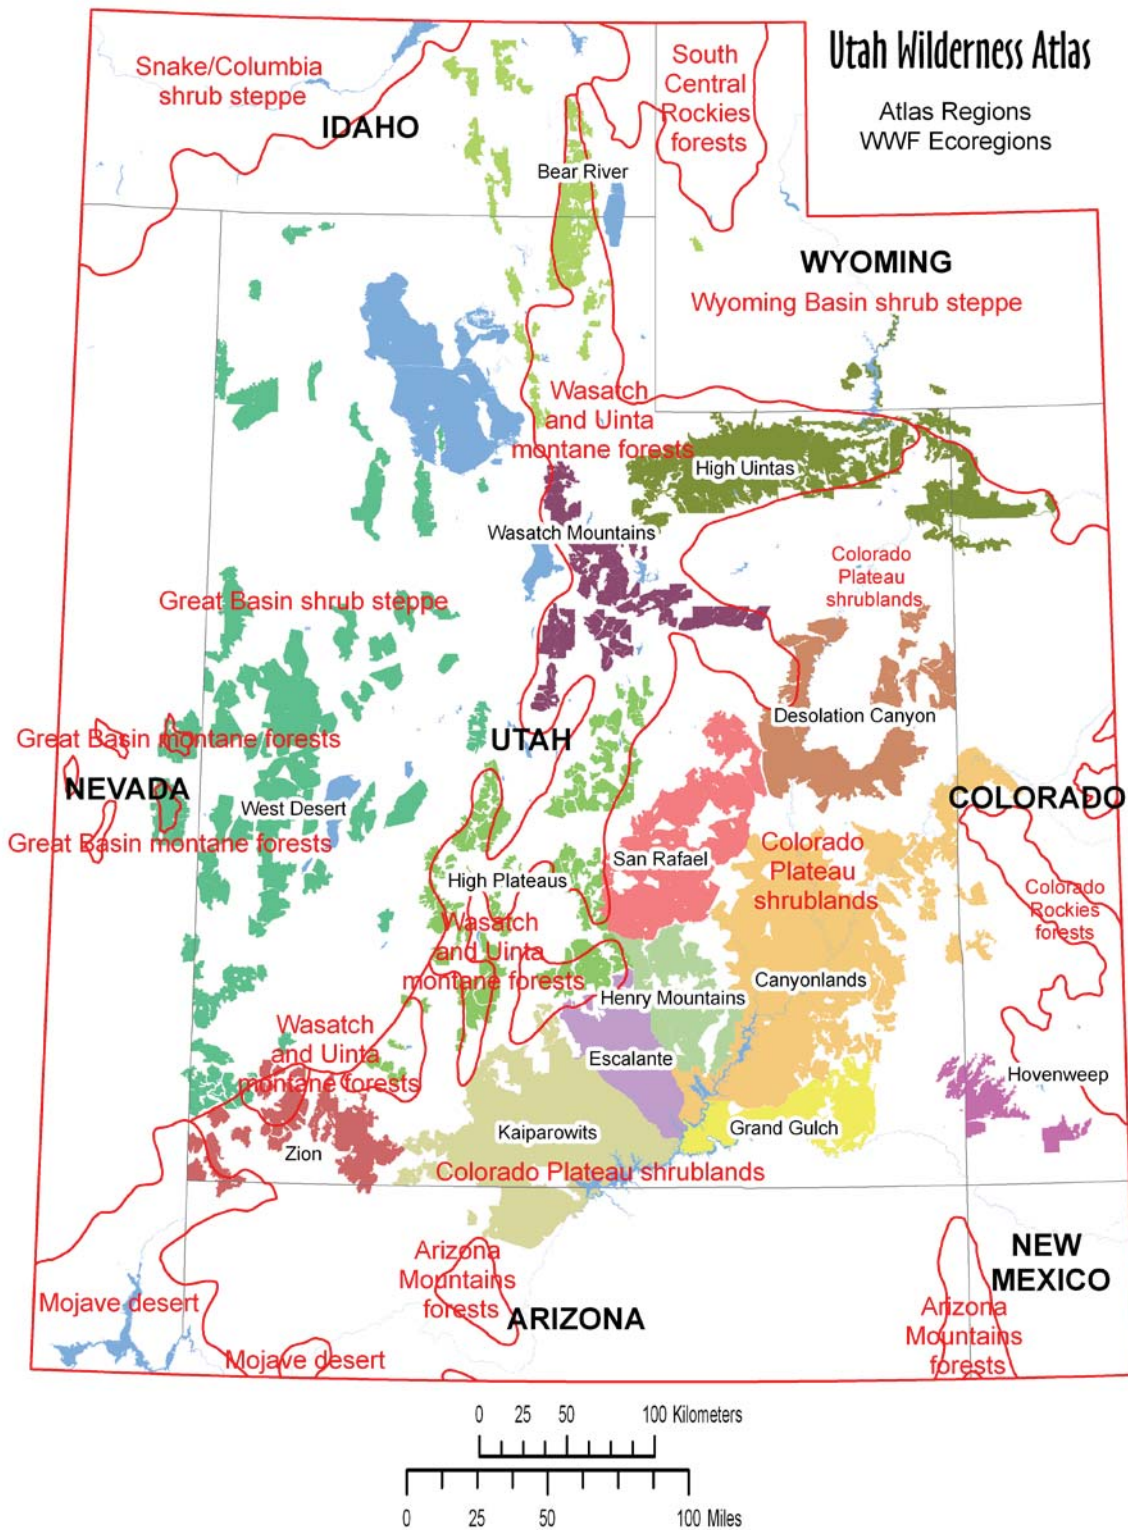 Utah Wilderness Atlas
Atlas Regions
WWF Ecoregions
Snake/Columbia
shrub steppe
IDAHO
South
Central
Rockies
forests
Bear River
WYOMING
Wyoming Basin shrub steppe
Wasatch
and Uinta
montane forests
High Uintas
Wasatch Mountains
Colorado
Plateau
shrublands
Great Basin shrub steppe
Desolation Canyon
Great Basin montane forests
UTAH
NEVADA
West Desert
COLORADO
Great Basin montane forests
San Rafael
Colorado
Plateau
shrublands
High Plateaus
Colorado
Rockies
forests
Wasatch
and Uinta
montane forests
Canyonlands
Henry Mountains
Wasatch
and Uinta
montane forests
Escalante
Hovenweep
Kaiparowits
Grand Gulch
Zion
Colorado Plateau shrublands
Arizona
Mountains
forests
NEW
MEXICO
Mojave desert
ARIZONA
Arizona
Mountains
forests
Mojave desert
0 25 50 100 Kilometers
0 25 50 100 Miles